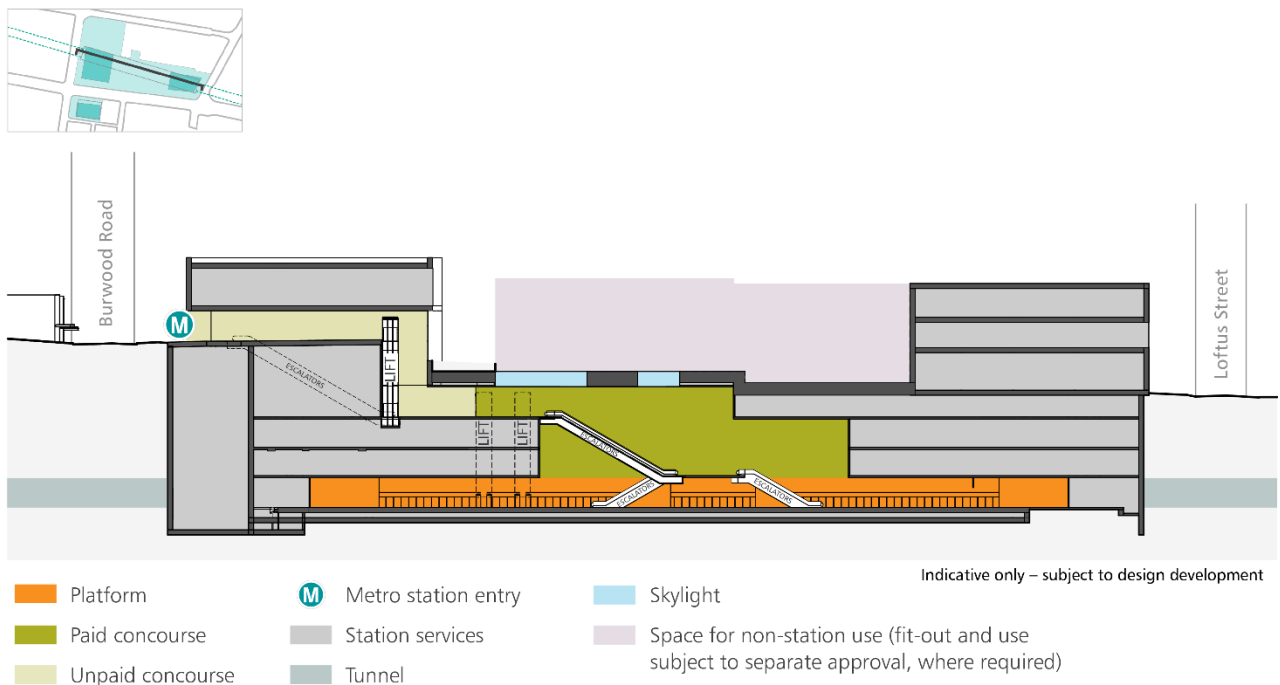 Burwood Road
Loftus Street
M
ESCALATORS
LIFT
LIFT
LIFT
ESCALATORS
ESCALATORS
ESCALATORS
Indicative only – subject to design development
Platform
Paid concourse
Unpaid concourse
M Metro station entry
Station services
Tunnel
Skylight
Space for non-station use (fit-out and use
subject to separate approval, where required)